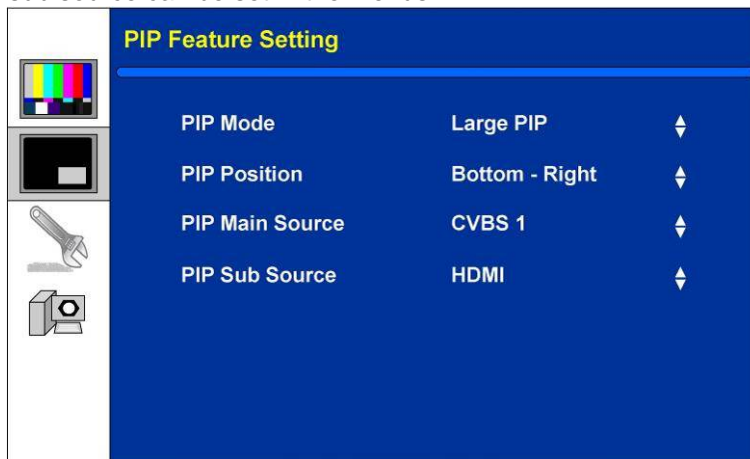 PIP Feature Setting
PIP Mode Large PIP
PIP Position Bottom - Right
PIP Main Source CVBS 1
PIP Sub Source HDMI